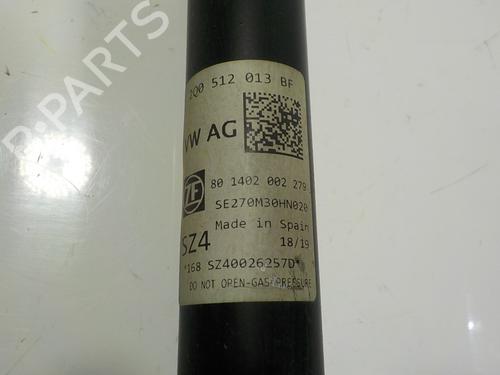 B-PARTS
2Q0 512 013 BF
VW AG
ZF
80 1402 002 279
SE270M30HN020
Made in Spain
SZ4
18/19
*168 SZ40026257D*
DO NOT OPEN-GAS PRESSURE